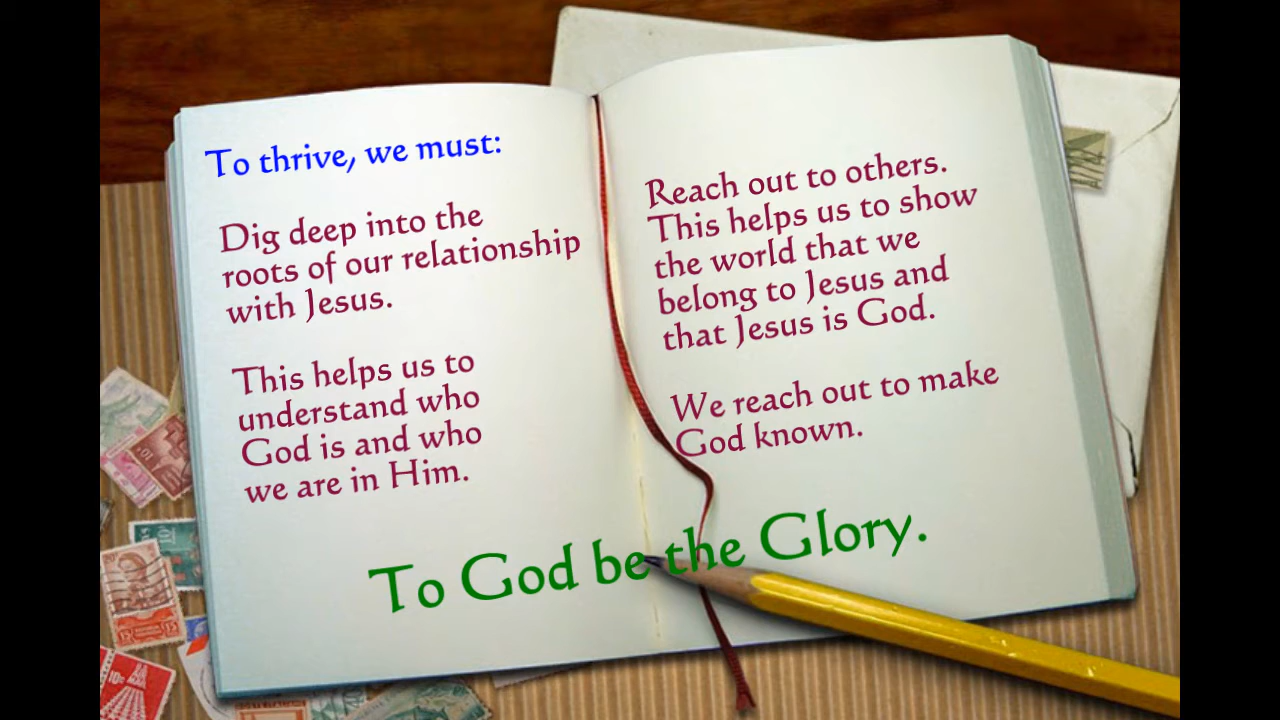 To thrive, we must:
Dig deep into the
roots of our relationship
with Jesus.
This helps us to
understand who
God is and who
we are in Him.
Reach out to others.
This helps us to show
the world that we
belong to Jesus and
that Jesus is God.
We reach out to make
God known.
To God be the Glory.